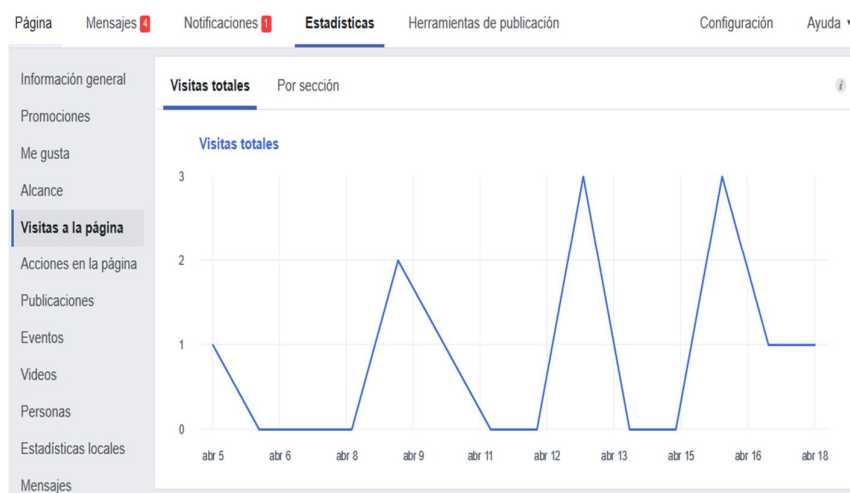 Página Mensajes 4 Notificaciones 1 Estadísticas Herramientas de publicación Configuración Ayuda
Información general
Promociones
Me gusta
Alcance
Visitas a la página
Acciones en la página
Publicaciones
Eventos
Videos
Personas
Estadísticas locales
Mensajes
Visitas totales Por sección i
Visitas totales
3
2
1
0
abr 5 abr 6 abr 8 abr 9 abr 11 abr 12 abr 13 abr 15 abr 16 abr 18